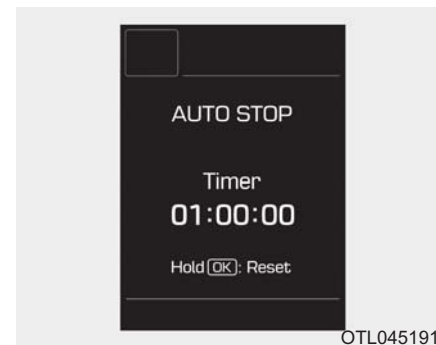 AUTO STOP
Timer
01:00:00
Hold OK: Reset
OTL045191